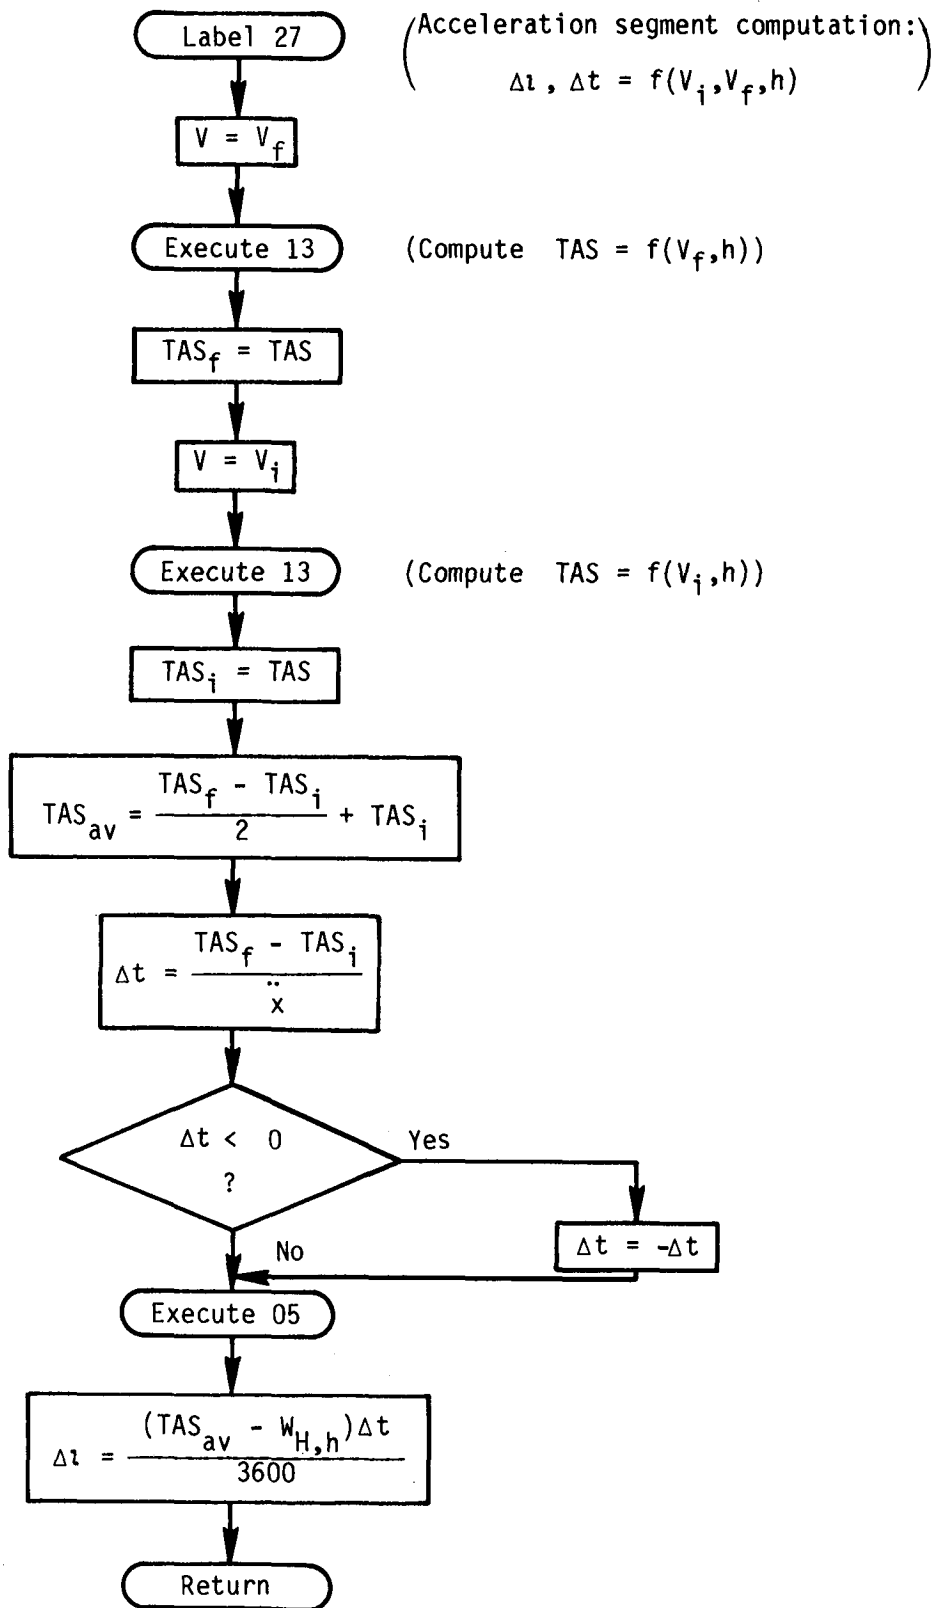 Label 27
(Acceleration segment computation:
Δl, Δt = f(V_i,V_f,h))
V = V_f
Execute 13
(Compute TAS = f(V_f,h))
TAS_f = TAS
V = V_i
Execute 13
(Compute TAS = f(V_i,h))
TAS_i = TAS
TAS_av = (TAS_f - TAS_i)/2 + TAS_i
Δt = (TAS_f - TAS_i)/ẍ
Δt < 0
?
Yes
Δt = -Δt
No
Execute 05
Δl = (TAS_av - W_H,h)Δt/3600
Return